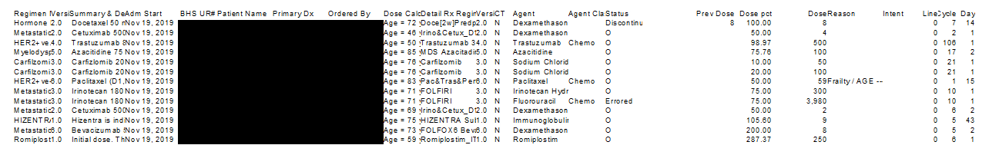 Regimen Versi Summary & De Adm Start BHS UR# Patient Name Primary Dx Ordered By Dose Calc Detail Rx Regin Versi CT Agent Agent Cla Status Prev Dose Dose pct Dose Reason Intent Line Cycle Day
Hormone 2.0 Docetaxel 50 r Nov 19, 2019 Age = 72 y Doce[2w]Predp 2.0 N Dexamethason Discontinu 8 100.00 8 0 7 14
Metastatic 2.0 Cetuximab 500 Nov 19, 2019 Age = 46 y Irino&Cetux_D1 2.0 N Dexamethason O 50.00 4 0 2 1
HER2+ ve 4.0 Trastuzumab 8 Nov 19, 2019 Age = 50 y Trastuzumab 3 4.0 N Trastuzumab Chemo O 98.97 500 0 106 1
Myelodysp 5.0 Azacitidine 75 Nov 19, 2019 Age = 85 y MDS Azacitadi 5.0 N Azacitidine O 75.76 100 0 17 2
Carfilzomi 3.0 Carfizlomib 20 Nov 19, 2019 Age = 76 y Carfilzomib 3.0 N Sodium Chlorid O 10.00 50 0 21 1
Carfilzomi 3.0 Carfizlomib 20 Nov 19, 2019 Age = 76 y Carfilzomib 3.0 N Sodium Chlorid O 20.00 100 0 21 1
HER2+ ve 6.0 Paclitaxel (D1, Nov 19, 2019 Age = 83 y Pac&Tras&Per 6.0 N Paclitaxel Chemo O 50.00 59 Frailty / AGE -- 0 1 15
Metastatic 3.0 Irinotecan 180 Nov 19, 2019 Age = 71 y FOLFIRI 3.0 N Irinotecan Hydr O 75.00 300 0 10 1
Metastatic 3.0 Irinotecan 180 Nov 19, 2019 Age = 71 y FOLFIRI 3.0 N Fluorouracil Chemo Errored 75.00 3,980 0 10 1
Metastatic 2.0 Cetuximab 500 Nov 19, 2019 Age = 69 y Irino&Cetux_D1 2.0 N Dexamethason O 50.00 2 0 6 2
HIZENTRA 1.0 Hizentra is indi Nov 19, 2019 Age = 75 y HIZENTRA Sul 1.0 N Immunoglobulin O 105.60 9 0 5 43
Metastatic 6.0 Bevacizumab Nov 19, 2019 Age = 73 y FOLFOX6 Beva 6.0 N Dexamethason O 200.00 8 0 5 2
Romiplost 1.0 Initial dose. Th Nov 19, 2019 Age = 59 y Romiplostim_IT 1.0 N Romiplostim O 287.37 250 0 6 1